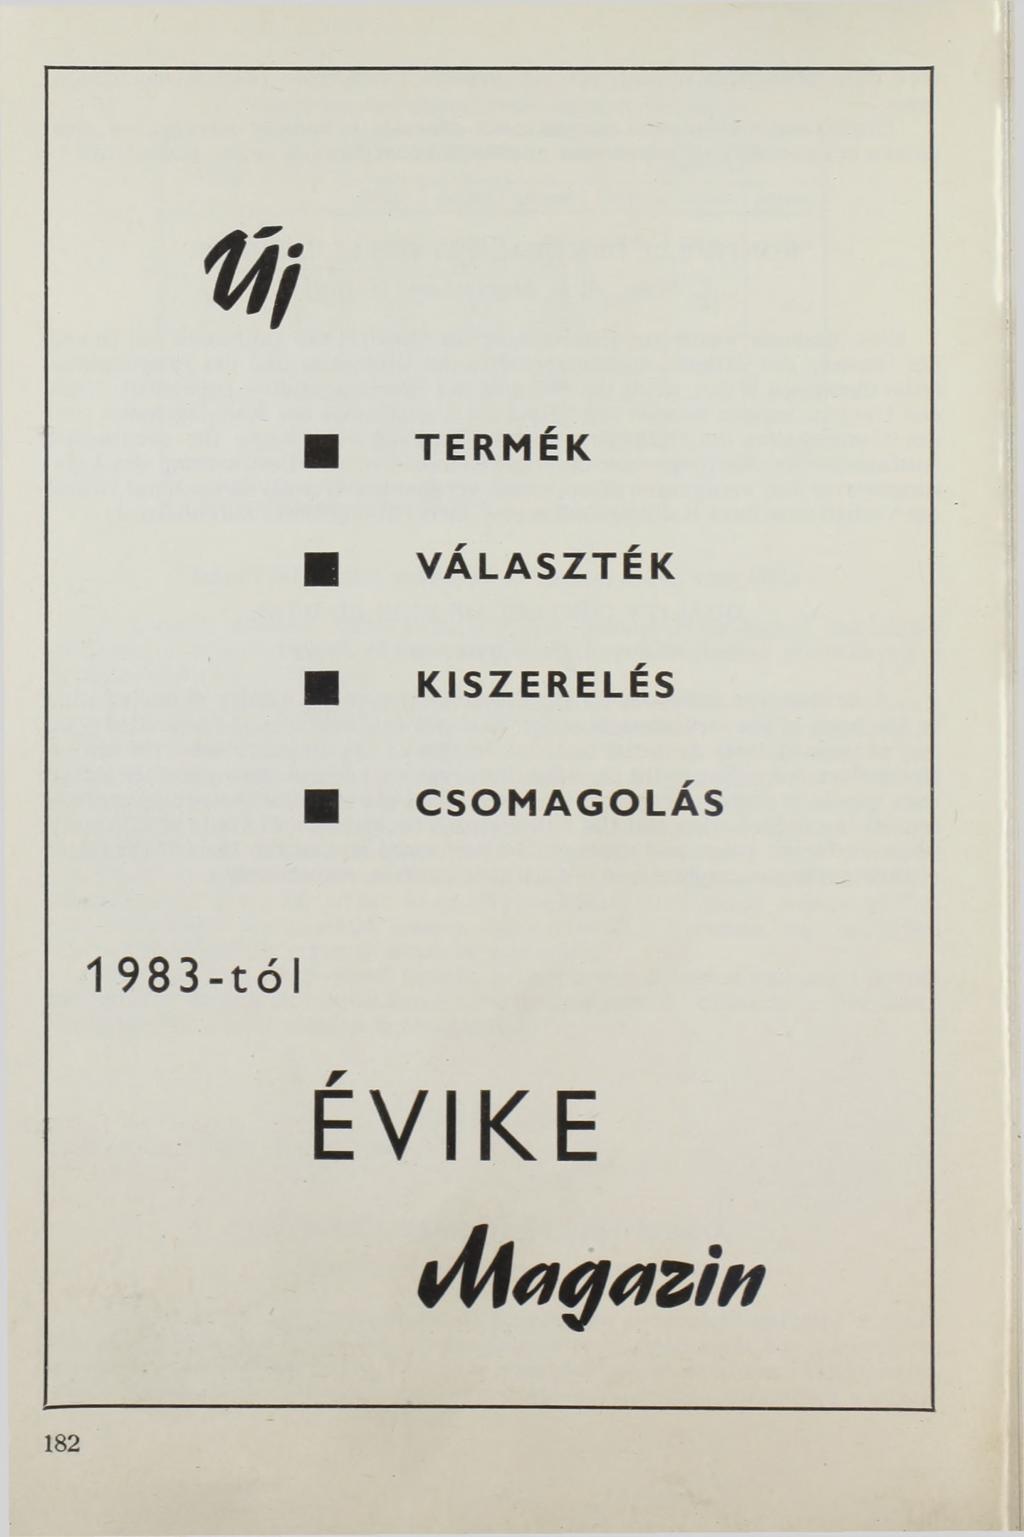 Új
■ TERMÉK
■ VÁLASZTÉK
■ KISZERELÉS
■ CSOMAGOLÁS
1983-tól
ÉVIKE
Magazin
182